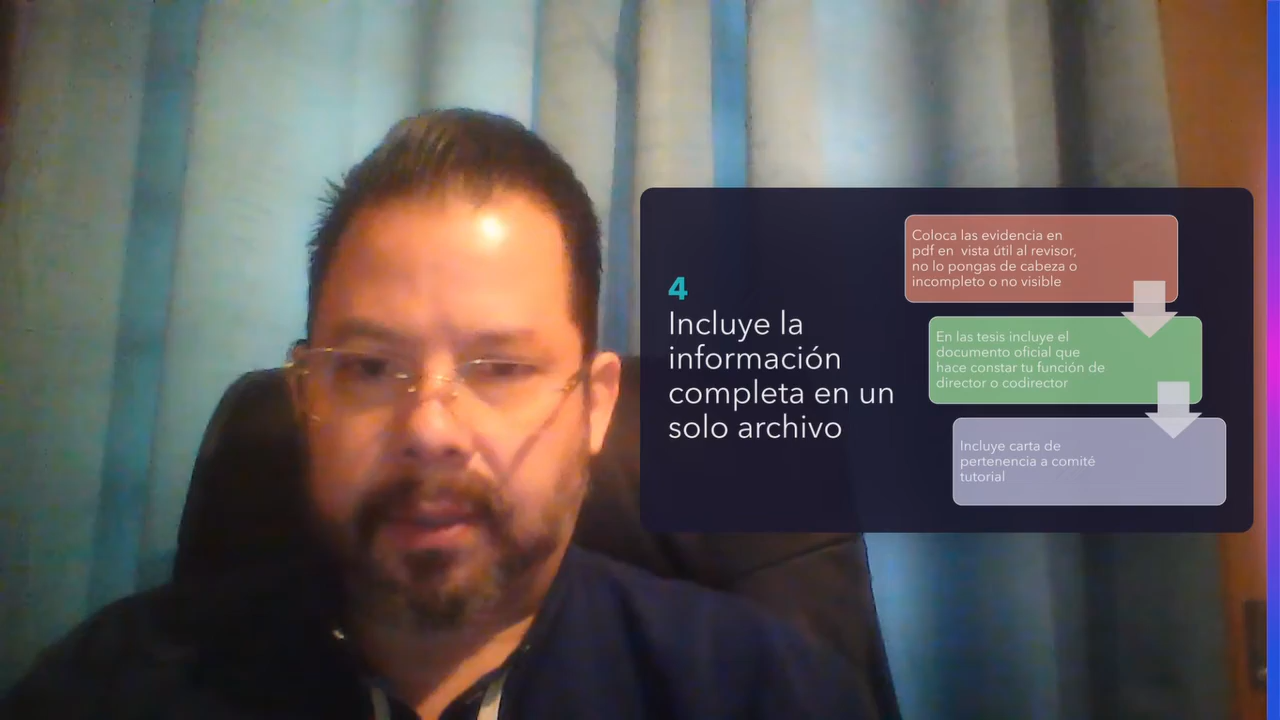 4
Incluye la
información
completa en un
solo archivo
Coloca las evidencia en
pdf en vista útil al revisor,
no lo pongas de cabeza o
incompleto o no visible
En las tesis incluye el
documento oficial que
hace constar tu función de
director o codirector
Incluye carta de
pertenencia a comité
tutorial